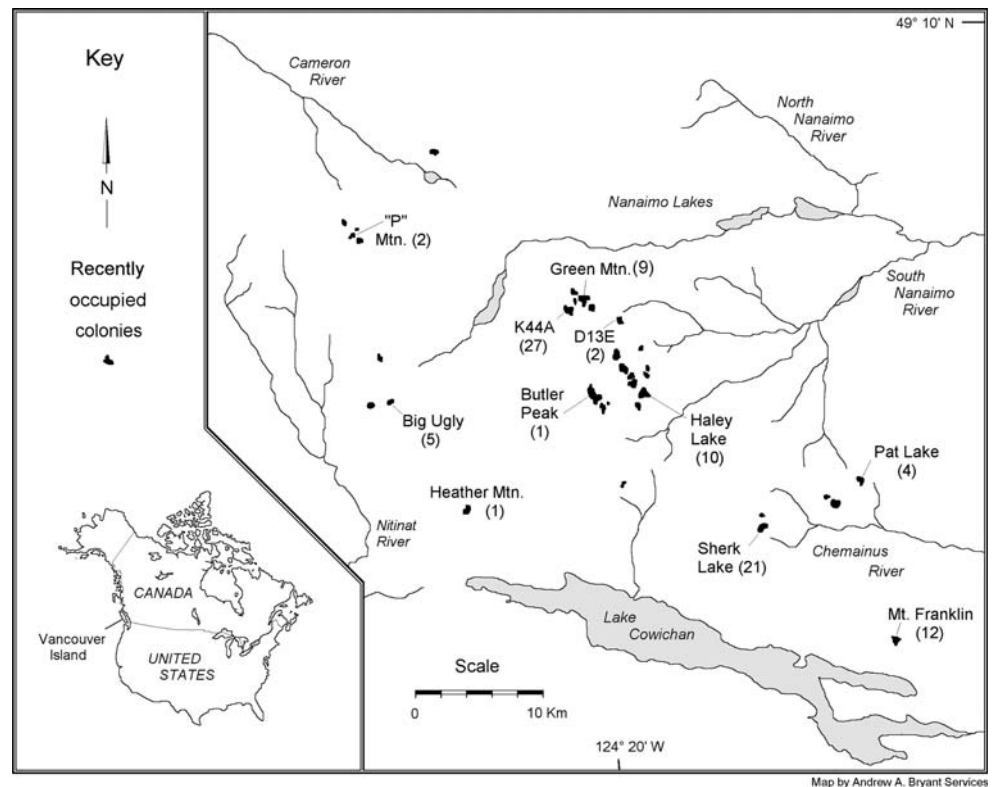 Key
N
Recently
occupied
colonies
49° 10' N
Cameron
River
North
Nanaimo
River
Nanaimo Lakes
"P"
Mtn. (2)
Green Mtn. (9)
South
Nanaimo
River
K44A
(27)
D13E
(2)
Butler
Peak
(1)
Big Ugly
(5)
Haley
Lake
(10)
Pat Lake
(4)
Heather Mtn.
(1)
Nitinat
River
Sherk
Lake (21)
Chemainus
River
CANADA
Vancouver
Island
UNITED
STATES
Lake
Cowichan
Mt. Franklin
(12)
Scale
0 10 Km
124° 20' W
Map by Andrew A. Bryant Services